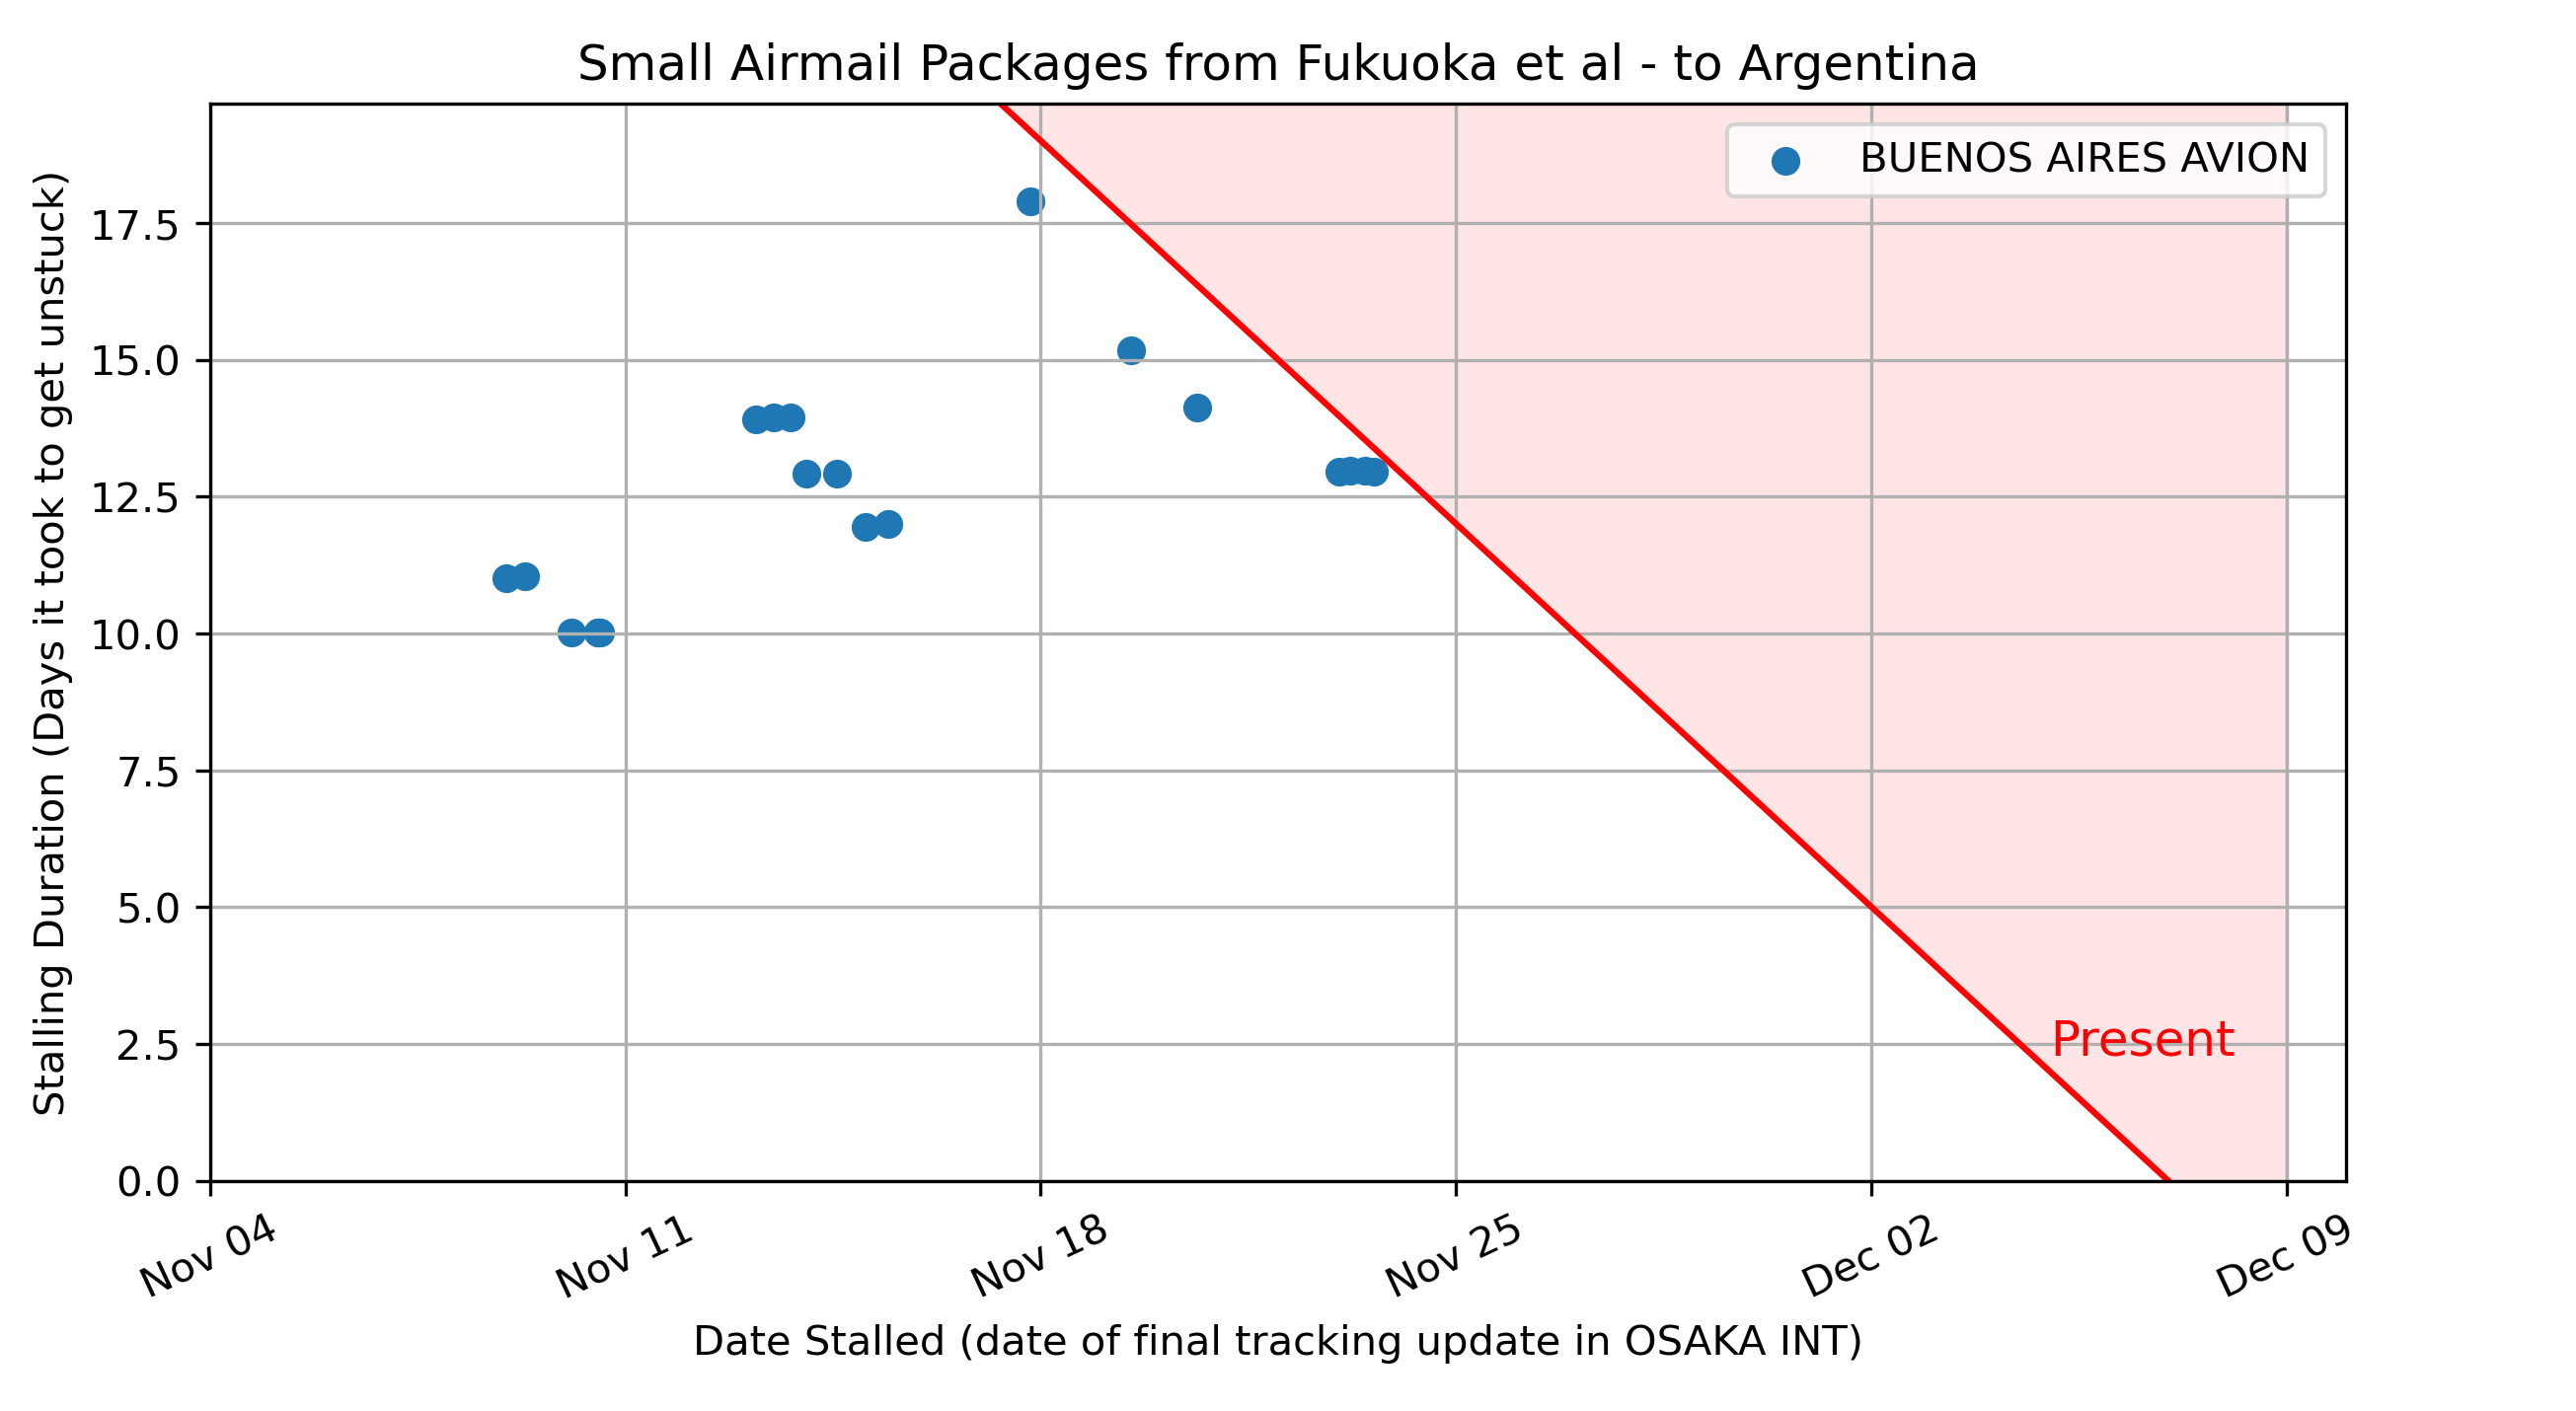 Small Airmail Packages from Fukuoka et al - to Argentina
BUENOS AIRES AVION
Stalling Duration (Days it took to get unstuck)
17.5
15.0
12.5
10.0
7.5
5.0
2.5
0.0
Present
Nov 04
Nov 11
Nov 18
Nov 25
Dec 02
Dec 09
Date Stalled (date of final tracking update in OSAKA INT)